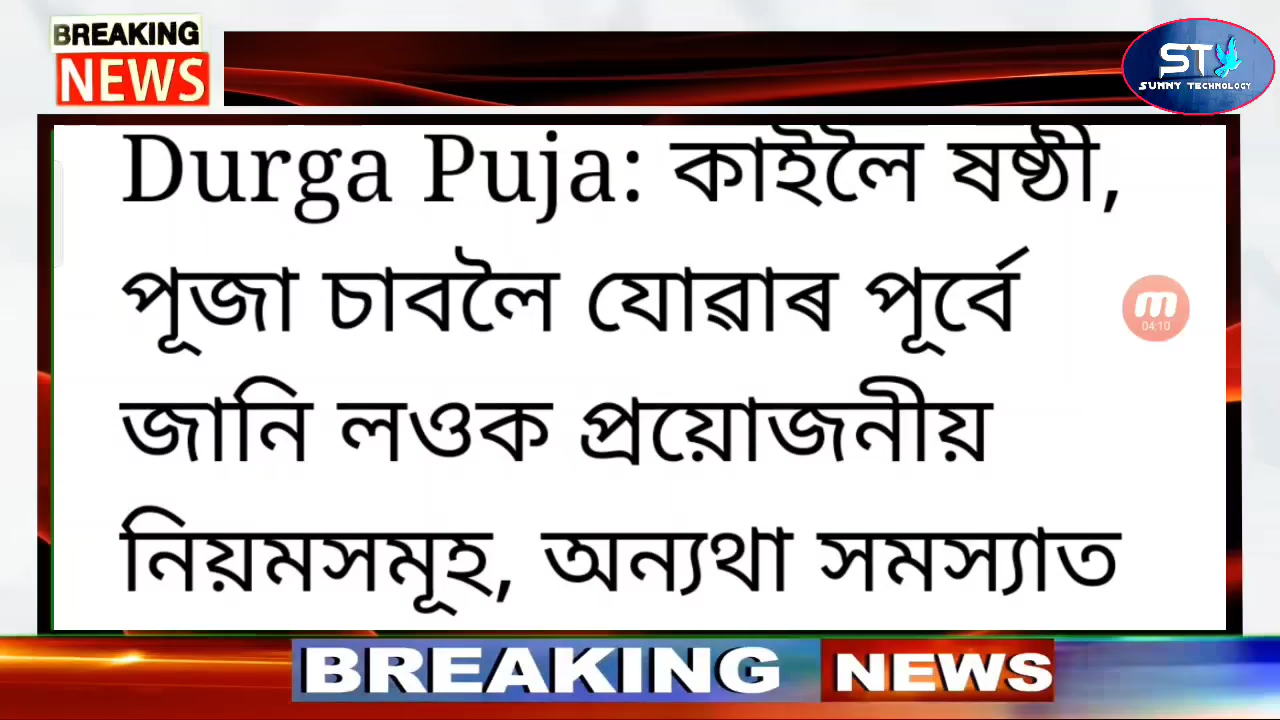 BREAKING
NEWS
ST
SUNNY TECHNOLOGY
Durga Puja: কাইলৈ ষষ্ঠী,
পূজা চাবলৈ যোৱাৰ পূৰ্বে
জানি লওক প্ৰয়োজনীয়
নিয়মসমূহ, অন্যথা সমস্যাত
04:10
BREAKING NEWS